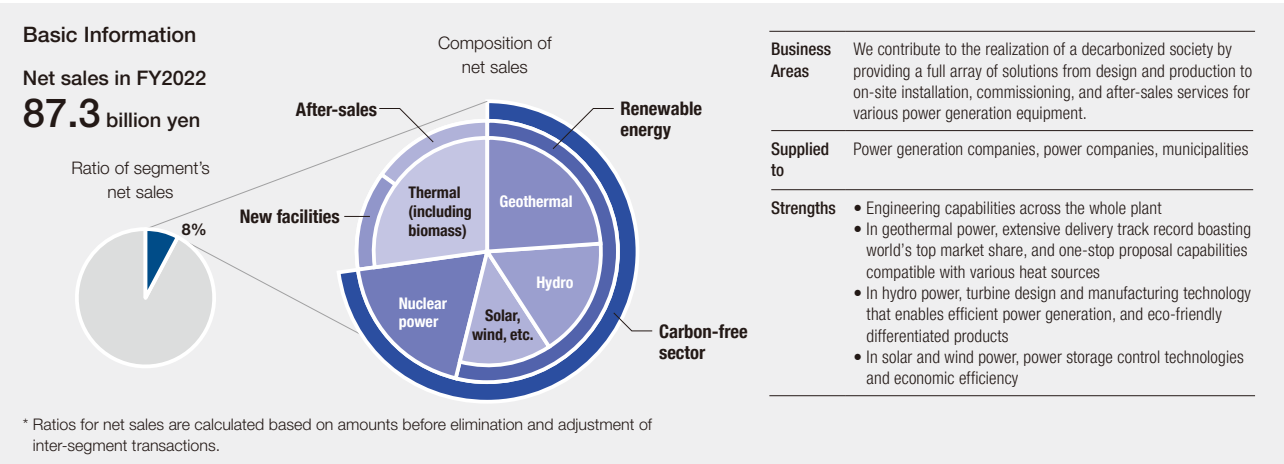 Basic Information
Net sales in FY2022
87.3 billion yen
Ratio of segment's
net sales
8%
Composition of
net sales
After-sales
Renewable
energy
New facilities
Thermal
(including
biomass)
Geothermal
Hydro
Nuclear
power
Solar,
wind, etc.
Carbon-free
sector
* Ratios for net sales are calculated based on amounts before elimination and adjustment of
inter-segment transactions.
Business
Areas
We contribute to the realization of a decarbonized society by
providing a full array of solutions from design and production to
on-site installation, commissioning, and after-sales services for
various power generation equipment.
Supplied
to
Power generation companies, power companies, municipalities
Strengths
• Engineering capabilities across the whole plant
• In geothermal power, extensive delivery track record boasting
world's top market share, and one-stop proposal capabilities
compatible with various heat sources
• In hydro power, turbine design and manufacturing technology
that enables efficient power generation, and eco-friendly
differentiated products
• In solar and wind power, power storage control technologies
and economic efficiency